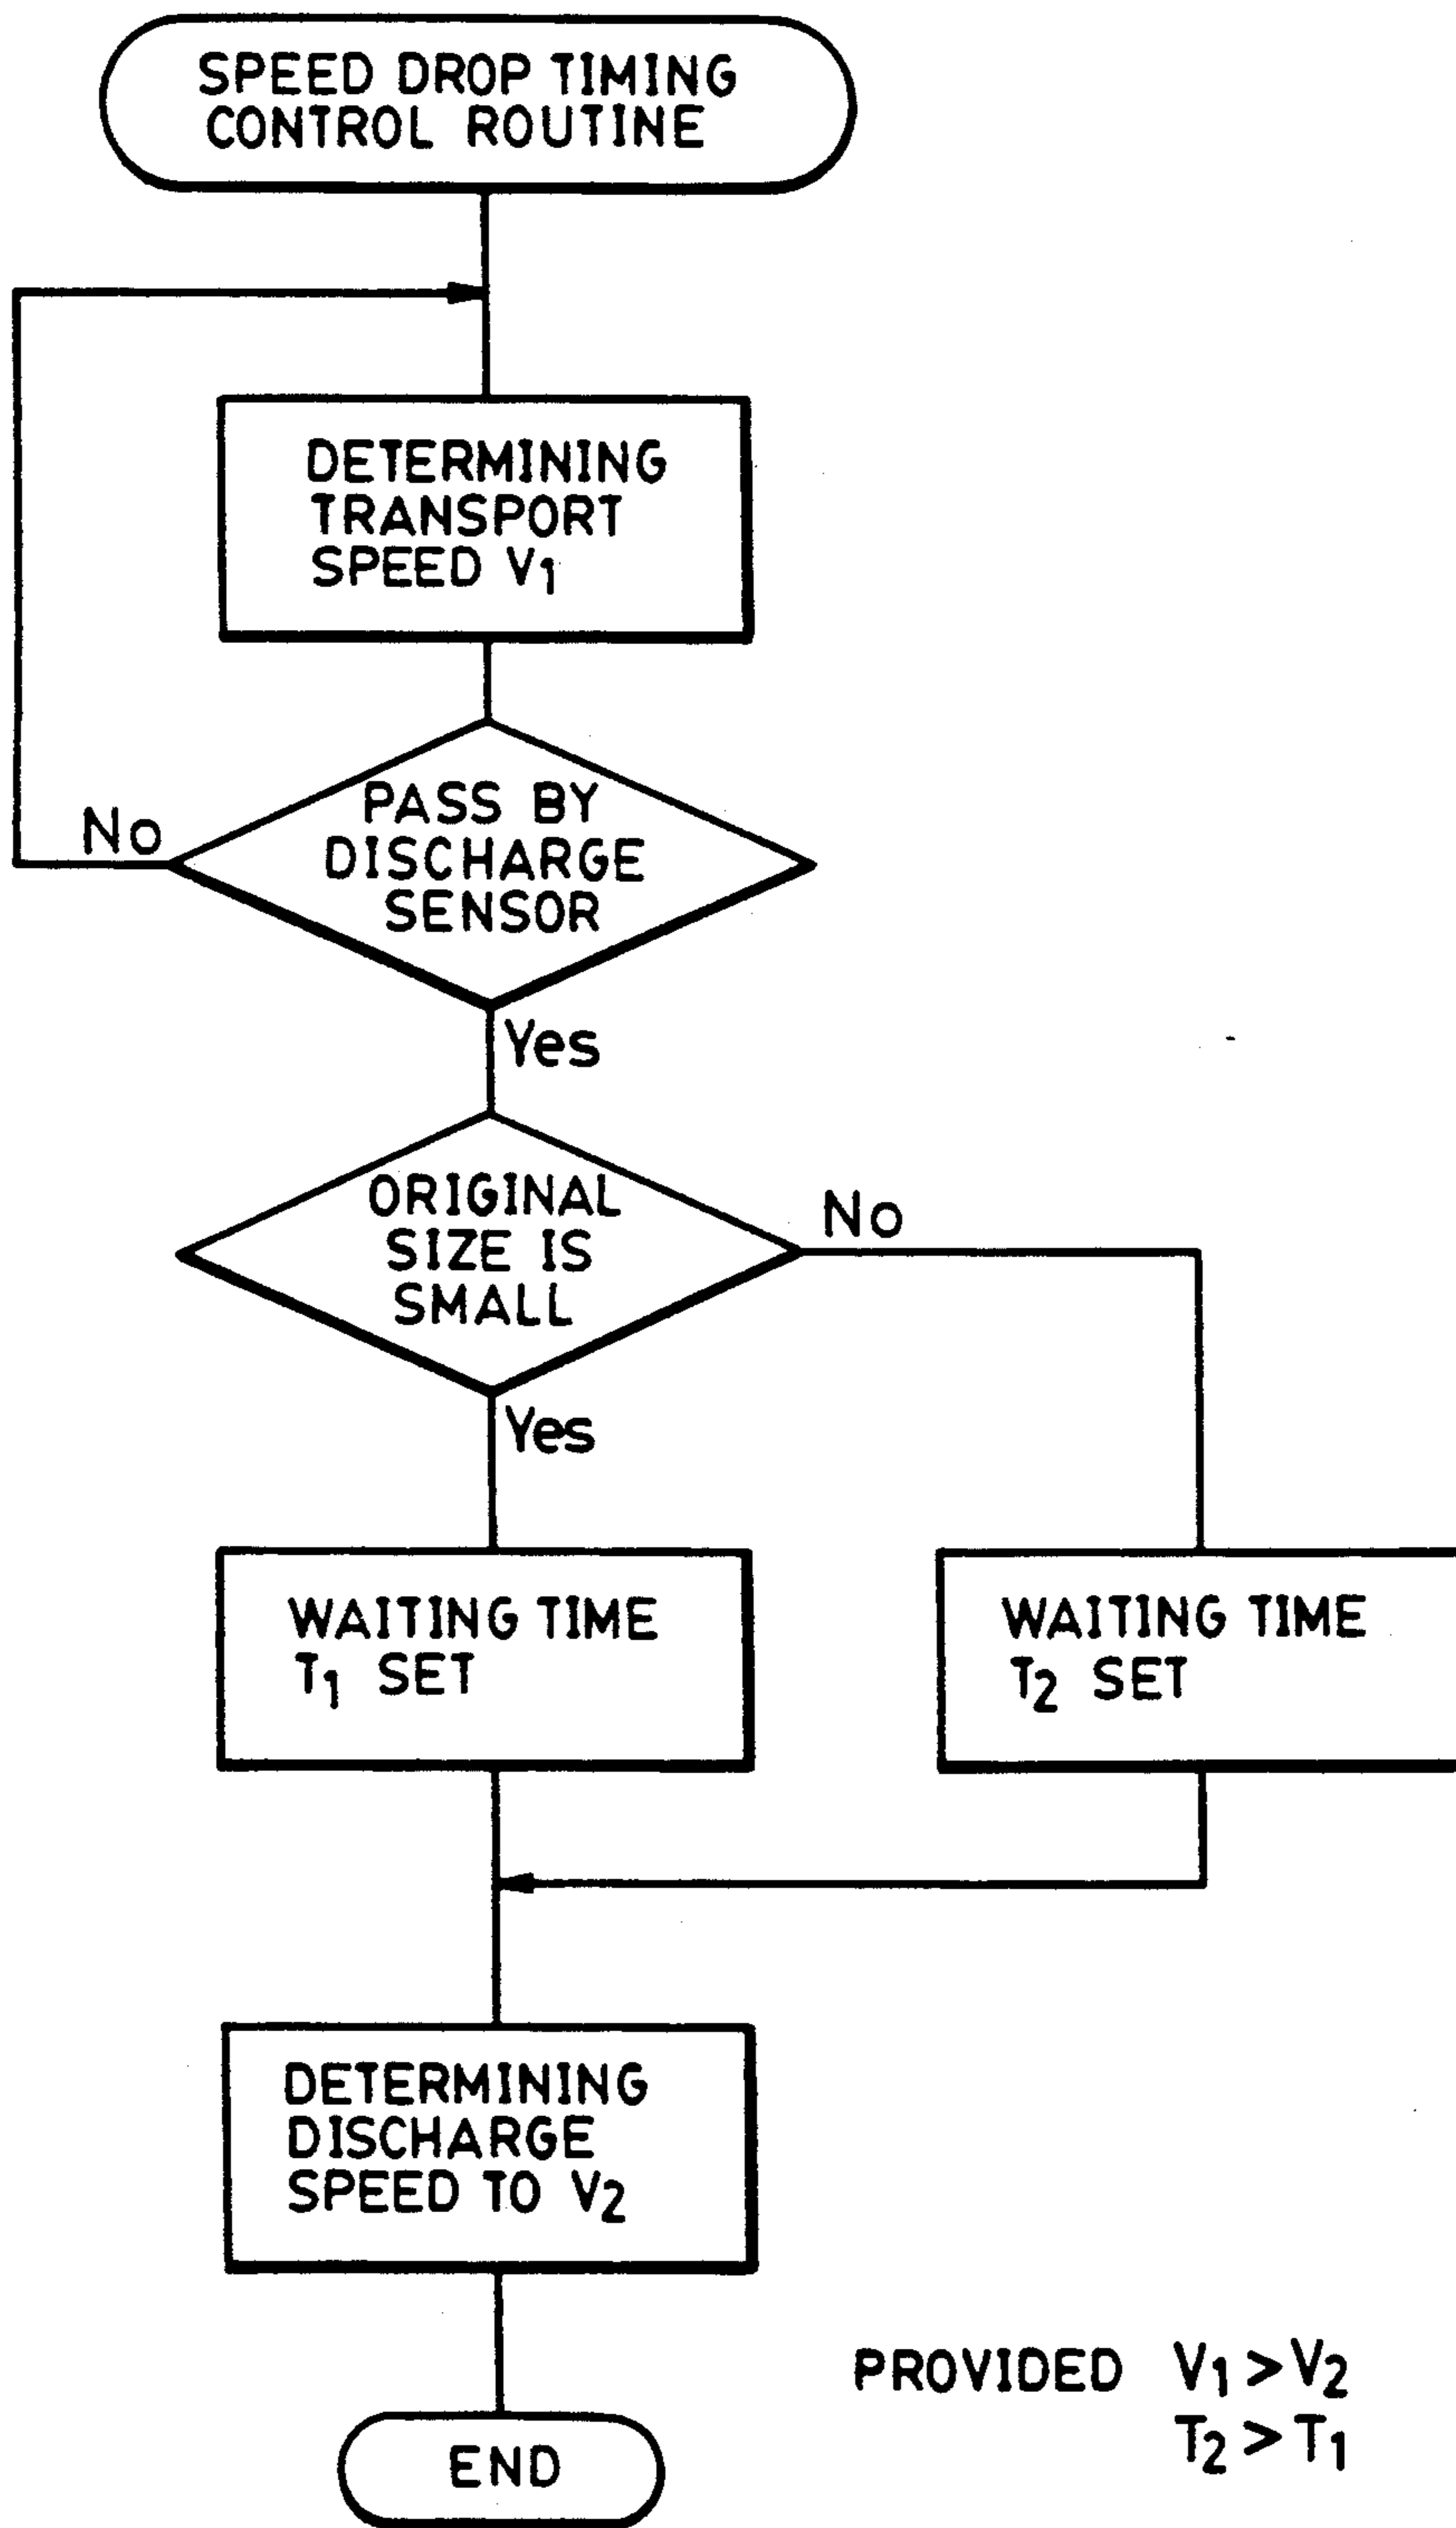 SPEED DROP TIMING
CONTROL ROUTINE
DETERMINING
TRANSPORT
SPEED V₁
PASS BY
DISCHARGE
SENSOR
No
Yes
ORIGINAL
SIZE IS
SMALL
No
Yes
WAITING TIME
T₁ SET
WAITING TIME
T₂ SET
DETERMINING
DISCHARGE
SPEED TO V₂
PROVIDED V₁ > V₂
T₂ > T₁
END